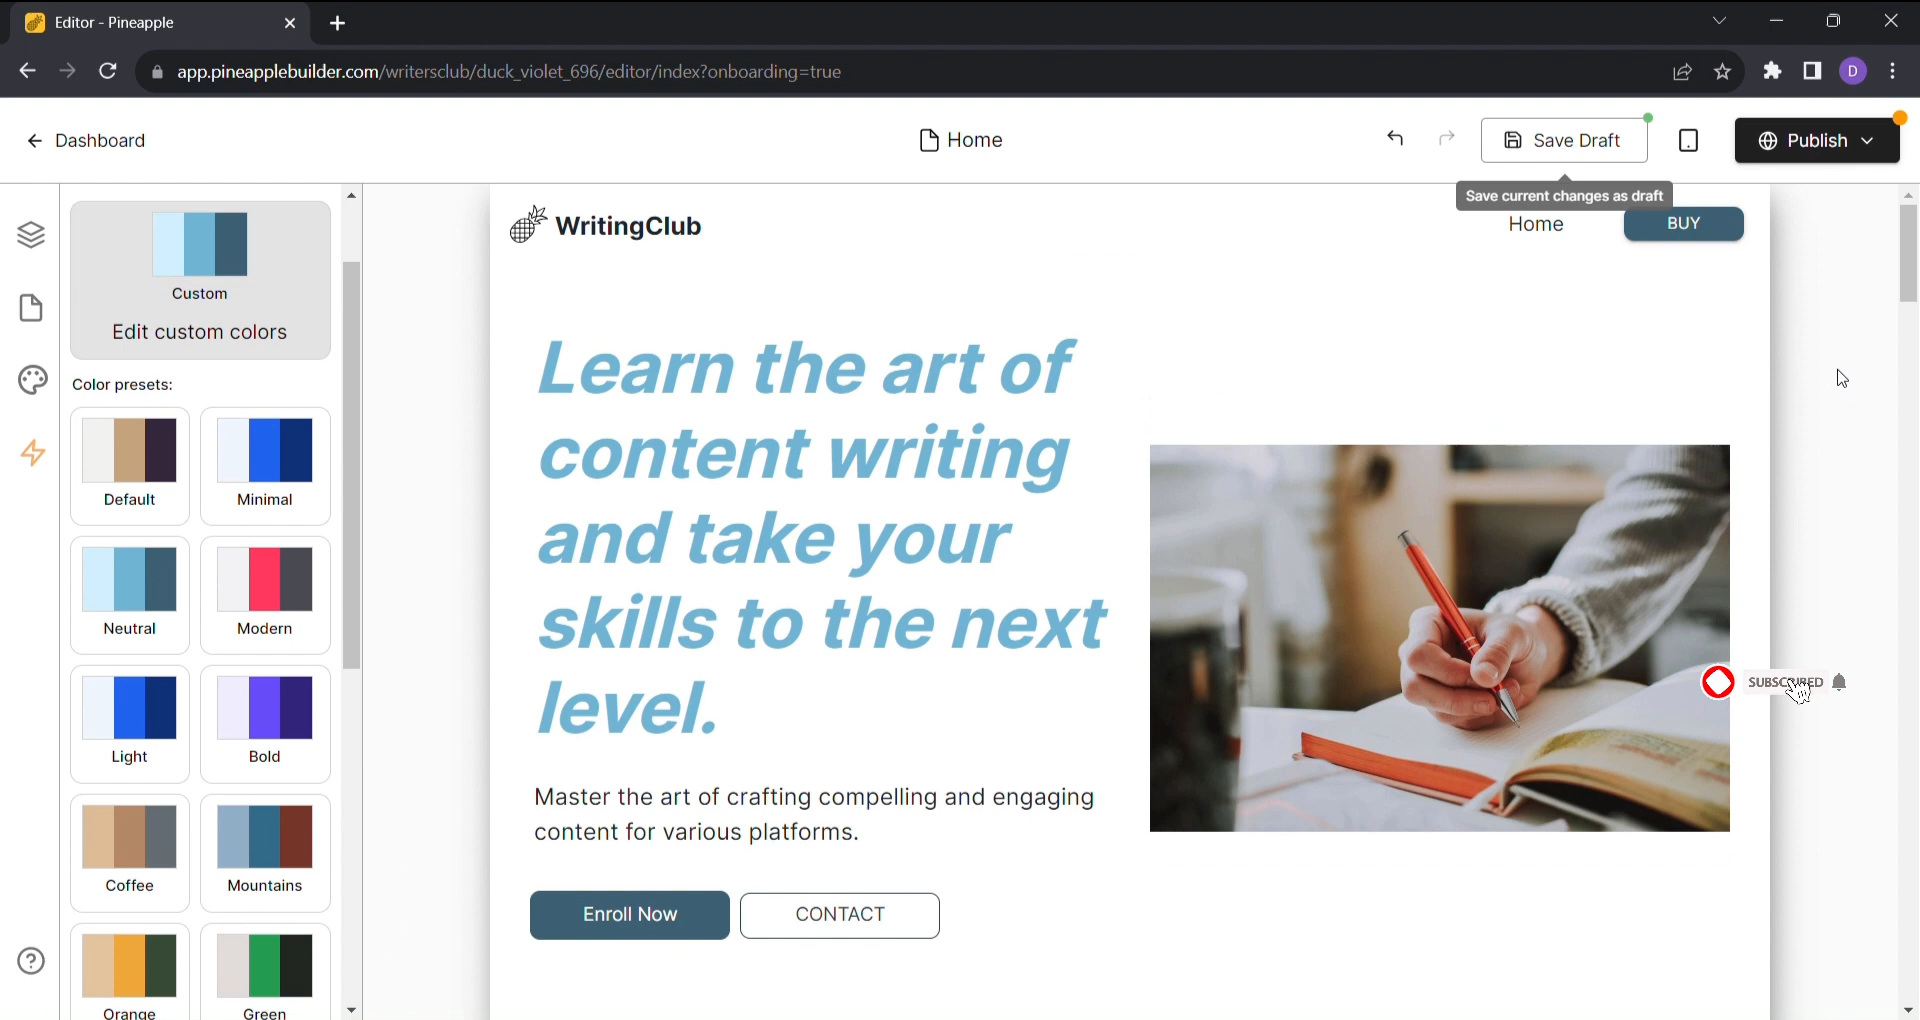 Editor - Pineapple
app.pineapplebuilder.com/writersclub/duck_violet_696/editor/index?onboarding=true
D
Dashboard
Home
Save Draft
Publish
Save current changes as draft
WritingClub
Home
BUY
Custom
Edit custom colors
Color presets:
Default
Minimal
Neutral
Modern
Light
Bold
Coffee
Mountains
Orange
Green
Learn the art of
content writing
and take your
skills to the next
level.
Master the art of crafting compelling and engaging
content for various platforms.
Enroll Now
CONTACT
SUBSCRIBED